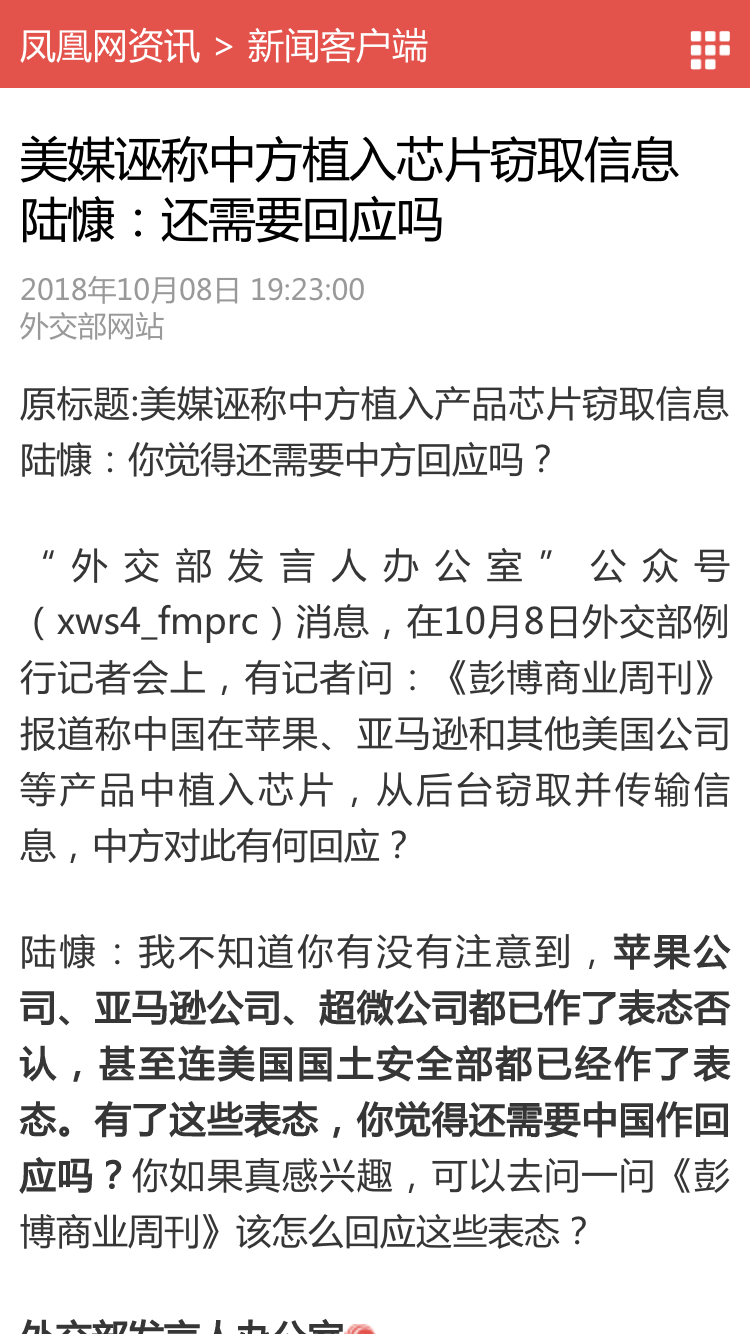 凤凰网资讯 > 新闻客户端
美媒诬称中方植入芯片窃取信息
陆慷：还需要回应吗
2018年10月08日 19:23:00
外交部网站
原标题:美媒诬称中方植入产品芯片窃取信息
陆慷：你觉得还需要中方回应吗？
“外交部发言人办公室”公众号
（xws4_fmprc）消息，在10月8日外交部例
行记者会上，有记者问：《彭博商业周刊》
报道称中国在苹果、亚马逊和其他美国公司
等产品中植入芯片，从后台窃取并传输信
息，中方对此有何回应？
陆慷：我不知道你有没有注意到，苹果公
司、亚马逊公司、超微公司都已作了表态否
认，甚至连美国国土安全部都已经作了表
态。有了这些表态，你觉得还需要中国作回
应吗？你如果真感兴趣，可以去问一问《彭
博商业周刊》该怎么回应这些表态？
外交部发言人办公室